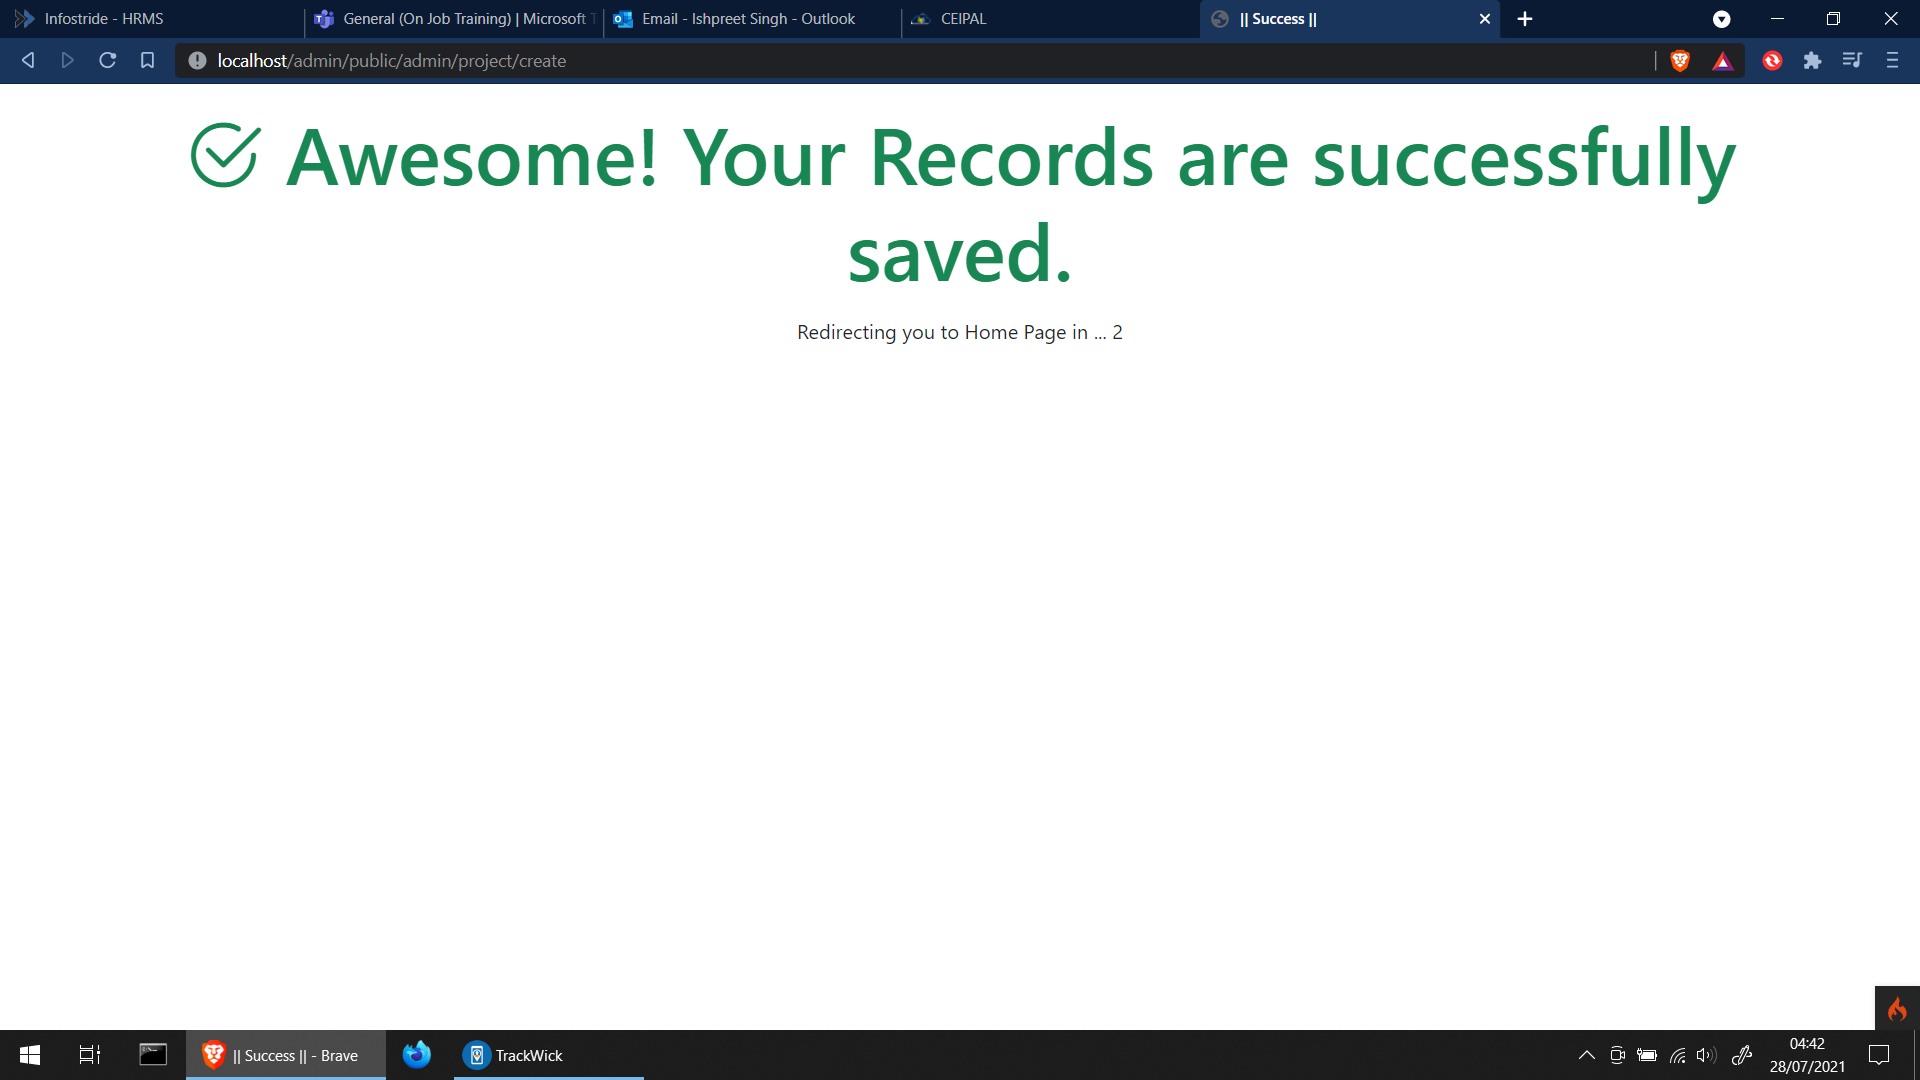 Infostride - HRMS
General (On Job Training) | Microsoft T
Email - Ishpreet Singh - Outlook
CEIPAL
|| Success ||
localhost/admin/public/admin/project/create
Awesome! Your Records are successfully
saved.
Redirecting you to Home Page in ... 2
|| Success || - Brave
TrackWick
04:42
28/07/2021